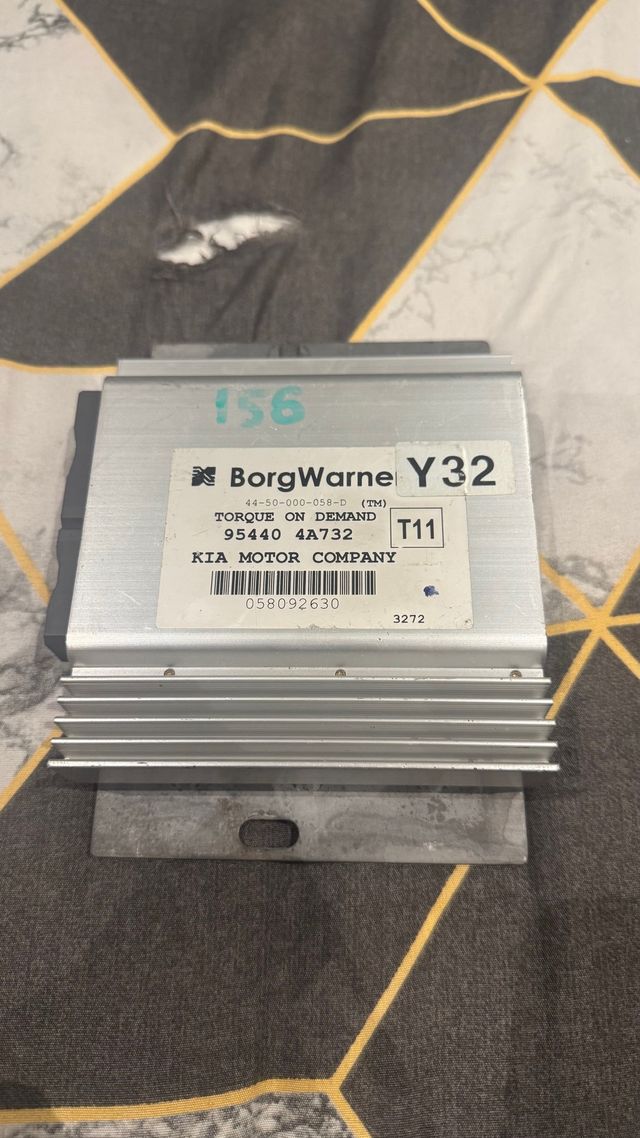 156
BorgWarne
Y32
44-50-000-058-D (TM)
TORQUE ON DEMAND
95440 4A732
T11
KIA MOTOR COMPANY
058092630
3272